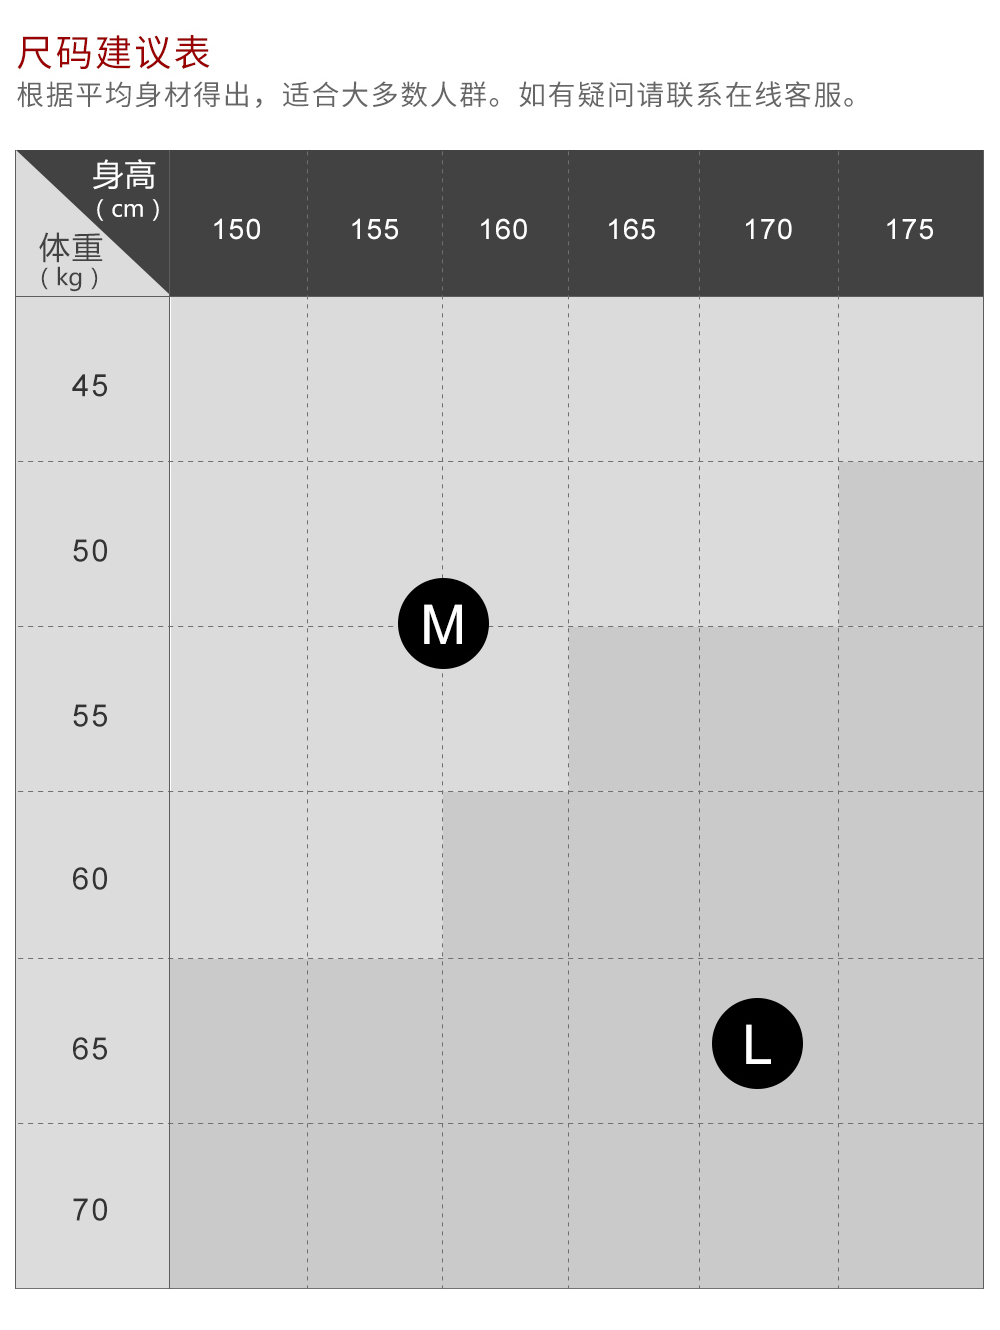 尺码建议表
根据平均身材得出，适合大多数人群。如有疑问请联系在线客服。
身高
（cm）
体重
（kg）
150 155 160 165 170 175
45
50
M
55
60
65
L
70